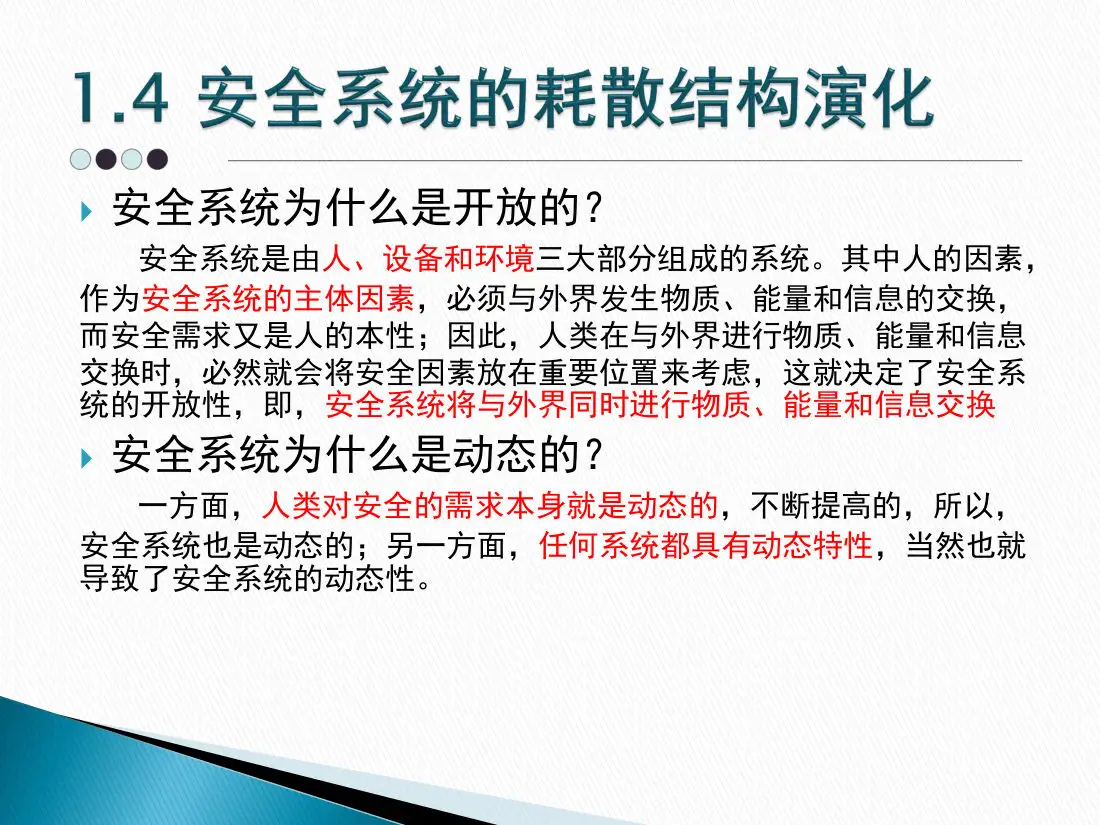 1.4 安全系统的耗散结构演化
安全系统为什么是开放的？
安全系统是由人、设备和环境三大部分组成的系统。其中人的因素，
作为安全系统的主体因素，必须与外界发生物质、能量和信息的交换，
而安全需求又是人的本性；因此，人类在与外界进行物质、能量和信息
交换时，必然就会将安全因素放在重要位置来考虑，这就决定了安全系
统的开放性，即，安全系统将与外界同时进行物质、能量和信息交换
安全系统为什么是动态的？
一方面，人类对安全的需求本身就是动态的，不断提高的，所以，
安全系统也是动态的；另一方面，任何系统都具有动态特性，当然也就
导致了安全系统的动态性。